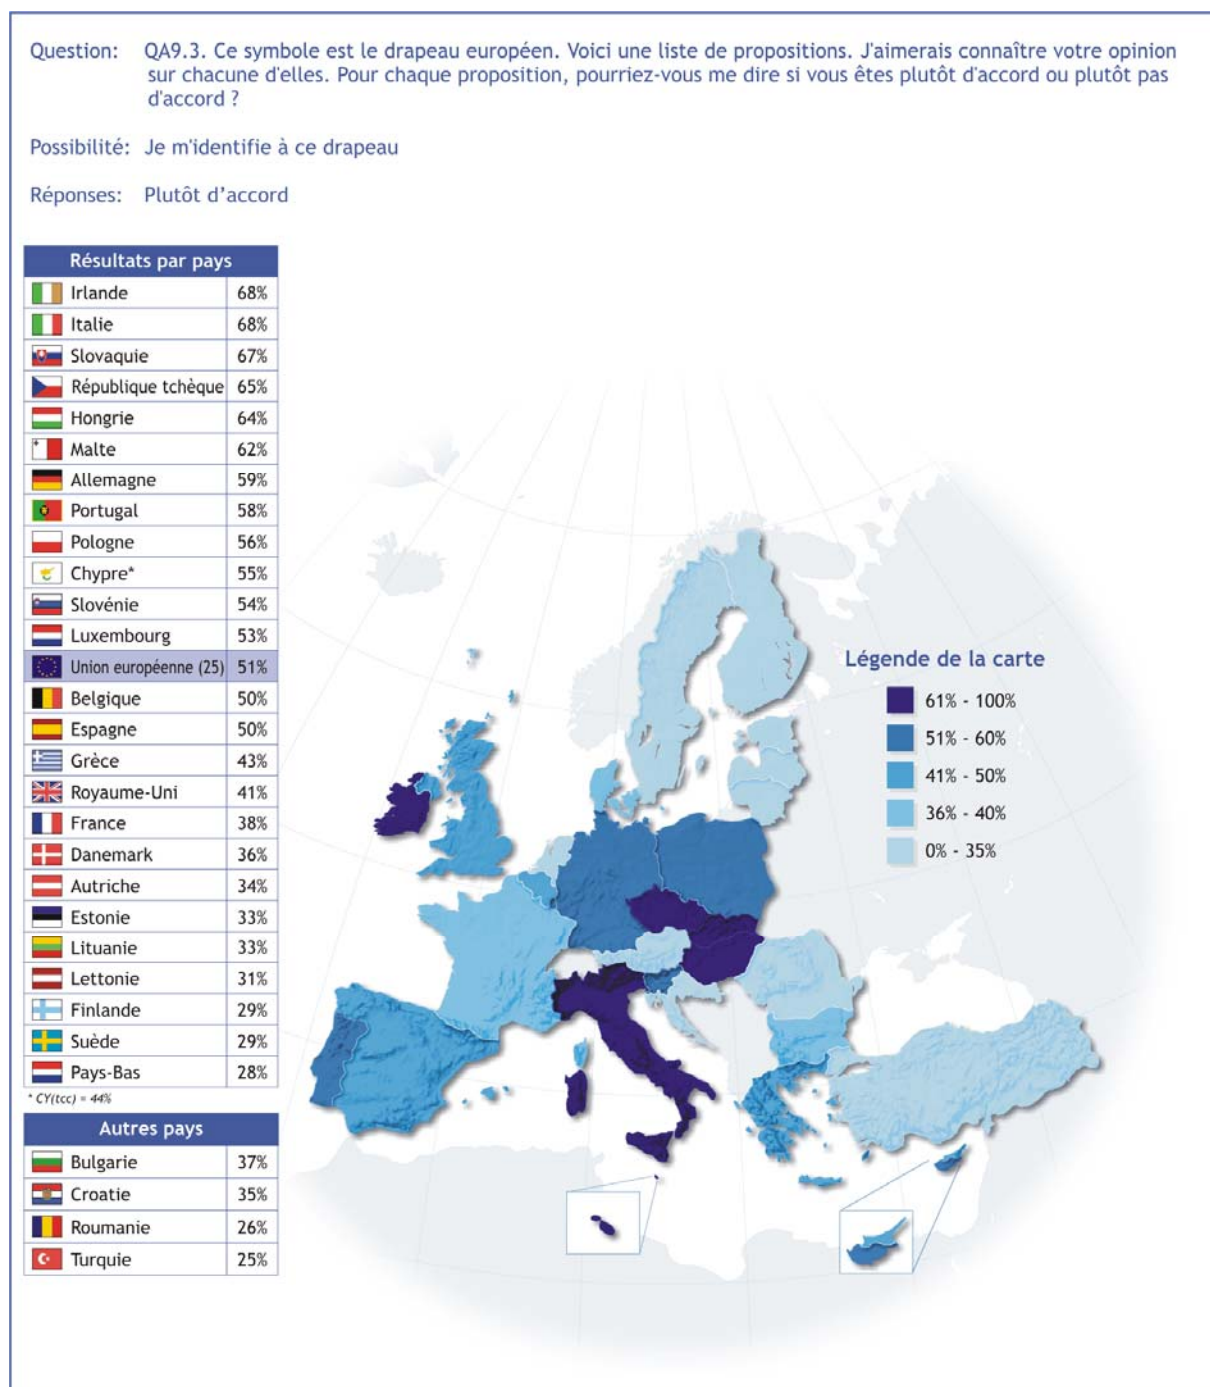 Question: QA9.3. Ce symbole est le drapeau européen. Voici une liste de propositions. J'aimerais connaître votre opinion
sur chacune d'elles. Pour chaque proposition, pourriez-vous me dire si vous êtes plutôt d'accord ou plutôt pas
d'accord ?
Possibilité: Je m'identifie à ce drapeau
Réponses: Plutôt d’accord
Résultats par pays
Irlande 68%
Italie 68%
Slovaquie 67%
République tchèque 65%
Hongrie 64%
Malte 62%
Allemagne 59%
Portugal 58%
Pologne 56%
Chypre* 55%
Slovénie 54%
Luxembourg 53%
Union européenne (25) 51%
Belgique 50%
Espagne 50%
Grèce 43%
Royaume-Uni 41%
France 38%
Danemark 36%
Autriche 34%
Estonie 33%
Lituanie 33%
Lettonie 31%
Finlande 29%
Suède 29%
Pays-Bas 28%
* CY(tcc) = 44%
Autres pays
Bulgarie 37%
Croatie 35%
Roumanie 26%
Turquie 25%
Légende de la carte
61% - 100%
51% - 60%
41% - 50%
36% - 40%
0% - 35%